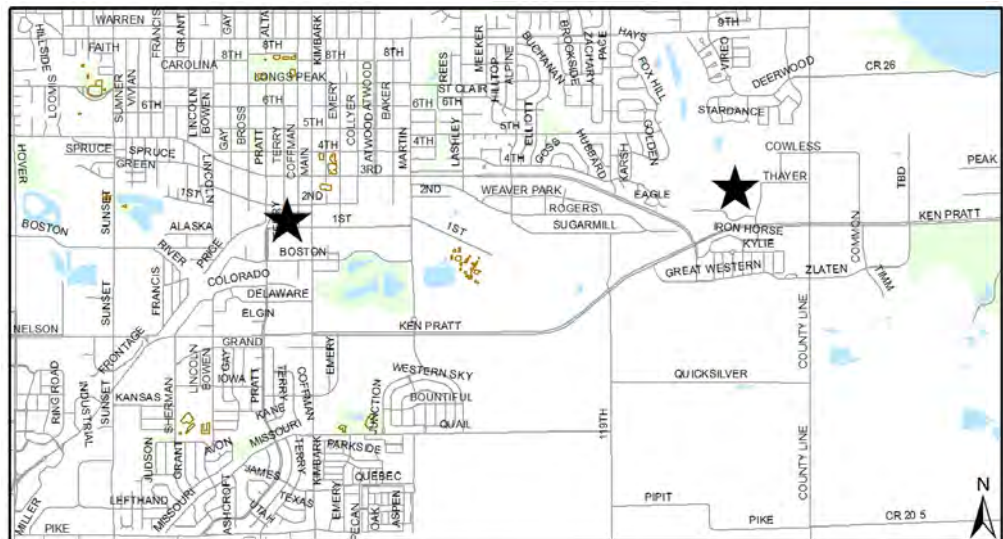 WARREN
HILLSIDE
FAITH
FRANCIS
GRANT
GAY
ALTA
KIMBARK
8TH
8TH
8TH
CAROLINA
LONGS PEAK
LOOMIS
SUMNER
VIVIAN
6TH
LINCOLN
BOWEN
BROSS
6TH
EMERY
COLLYER
ATWOOD
ATWOOD
BAKER
REES
MEEKER
ST CLAIR
HILLTOP
ALPINE
BUCHANAN
BROOKSIDE
ZACHARY
PACE
HAYS
FOX HILL
9TH
VIREO
DEERWOOD
CR 26
STARDANCE
6TH
6TH
5TH
5TH
ELLIOTT
GOLDEN
SPRUCE
SPRUCE
GREEN
GAY
PRATT
TERRY
COFFMAN
MAIN
4TH
3RD
MARTIN
4TH
LASHLEY
4TH
GOSS
HUBBARD
KARSH
COWLESS
THAYER
TBD
PEAK
HOVER
LINCOLN
1ST
2ND
2ND
WEAVER PARK
EAGLE
ROGERS
SUGARMILL
1ST
1ST
KEN PRATT
IRON HORSE
KYLIE
COMMON
BOSTON
SUNSET
ALASKA
RIVER
PRICE
BOSTON
GREAT WESTERN
ZLATEN
TIMM
COLORADO
FRANCIS
DELAWARE
ELGIN
SUNSET
NELSON
KEN PRATT
COUNTY LINE
FRONTAGE
GRAND
EMERY
RING ROAD
INDUSTRIAL
SUNSET
KANSAS
SHERMAN
LINCOLN
BOWEN
GAY
IOWA
PRATT
TERRY
COFFMAN
KANE
WESTERN SKY
BOUNTIFUL
QUAIL
JUNCTION
QUICKSILVER
119TH
COUNTY LINE
JUDSON
GRANT
AVON
MISSOURI
TERRY
KIMBARK
PARKSIDE
JAMES
QUEBEC
TEXAS
LEFTHAND
MISSOURI
ASHCROFT
UTAH
EMERY
PECAN
OAK
ASPEN
MILLER
PIKE
PIPIT
PIKE
CR 20 5
COUNTY LINE
N